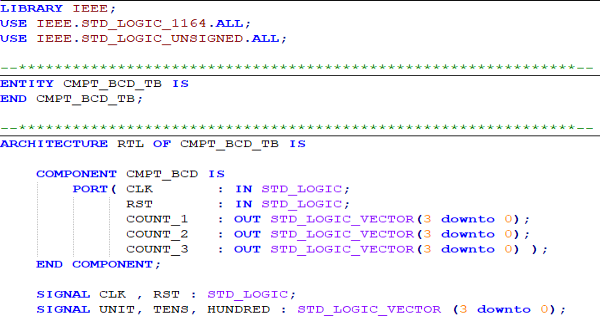 LIBRARY IEEE;
USE IEEE.STD_LOGIC_1164.ALL;
USE IEEE.STD_LOGIC_UNSIGNED.ALL;
--*************************************************************--
ENTITY CMPT_BCD_TB IS
END CMPT_BCD_TB;
--*************************************************************--
ARCHITECTURE RTL OF CMPT_BCD_TB IS
COMPONENT CMPT_BCD IS
PORT( CLK : IN STD_LOGIC;
RST : IN STD_LOGIC;
COUNT_1 : OUT STD_LOGIC_VECTOR(3 downto 0);
COUNT_2 : OUT STD_LOGIC_VECTOR(3 downto 0);
COUNT_3 : OUT STD_LOGIC_VECTOR(3 downto 0) );
END COMPONENT;
SIGNAL CLK , RST : STD_LOGIC;
SIGNAL UNIT, TENS, HUNDRED : STD_LOGIC_VECTOR (3 downto 0);